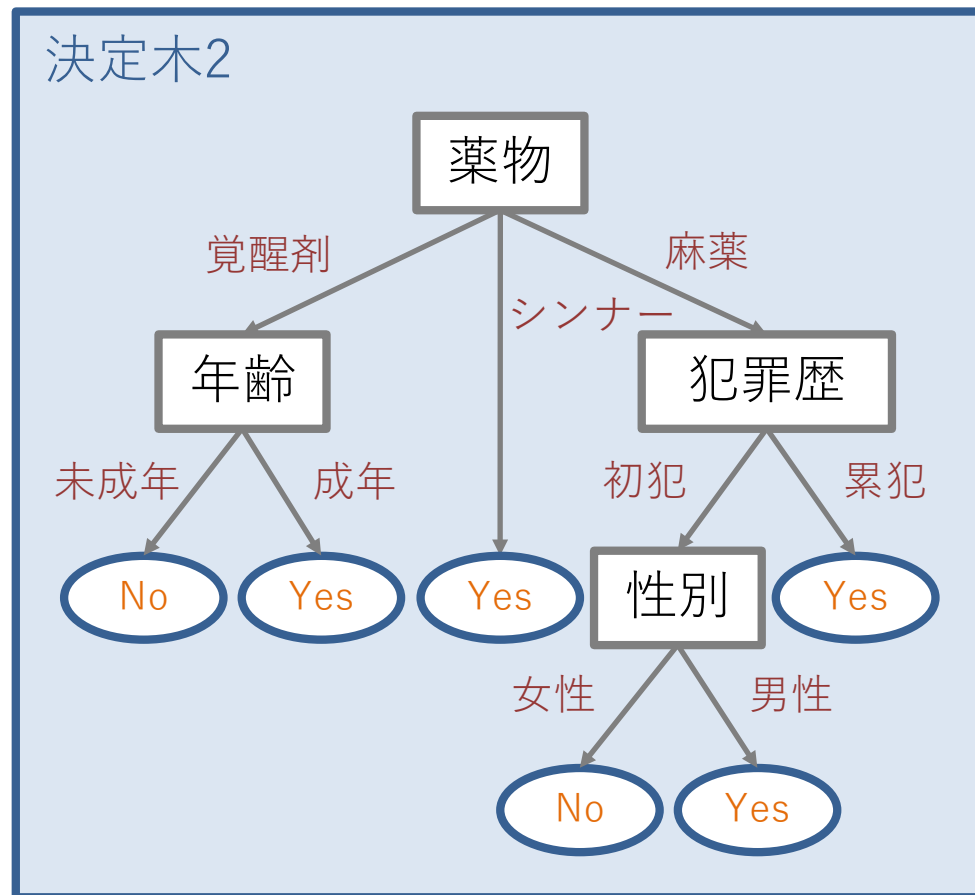 決定木2
薬物
覚醒剤
麻薬
シンナー
年齢
犯罪歴
未成年
成年
初犯
累犯
No
Yes
Yes
性別
Yes
女性
男性
No
Yes